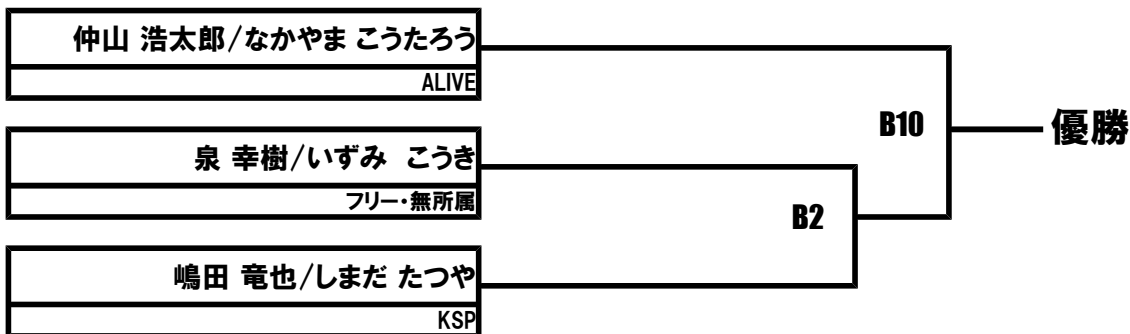 仲山 浩太郎/なかやま こうたろう
ALIVE
B10
優勝
泉 幸樹/いずみ こうき
フリー・無所属
B2
嶋田 竜也/しまだ たつや
KSP